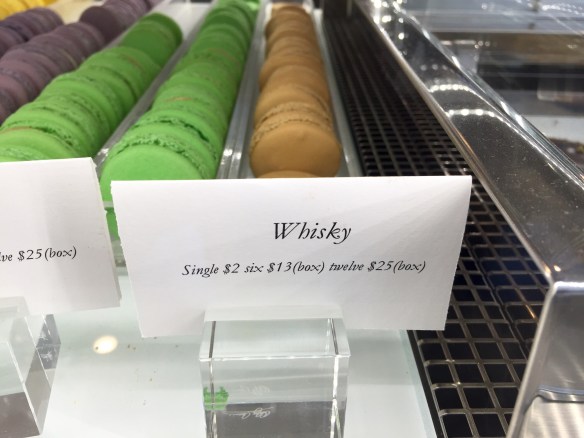 Whisky
Single $2 six $13(box) twelve $25(box)
$25(box)